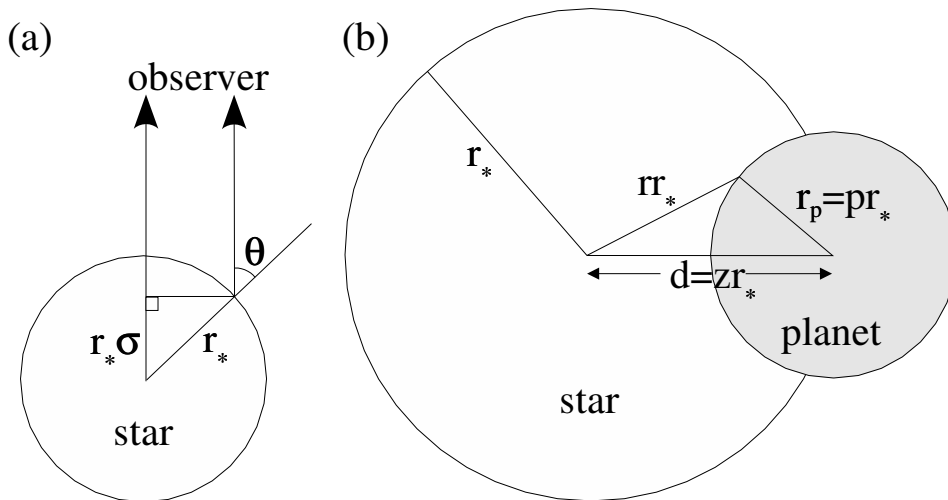 (a)
observer
θ
r*σ
r*
star
(b)
r*
rr*
rₚ=pr*
d=zr*
planet
star